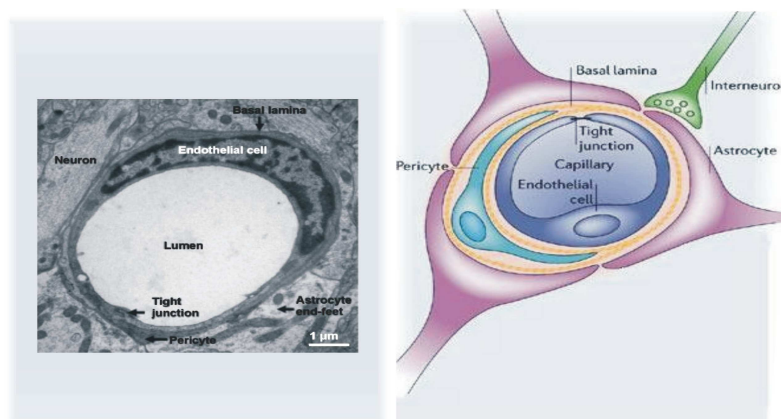 Basal lamina
Endothelial cell
Neuron
Lumen
Tight
junction
Astrocyte
end-feet
Pericyte
1 µm
Basal lamina
Interneuro
Tight
junction
Astrocyte
Pericyte
Capillary
Endothelial
cell